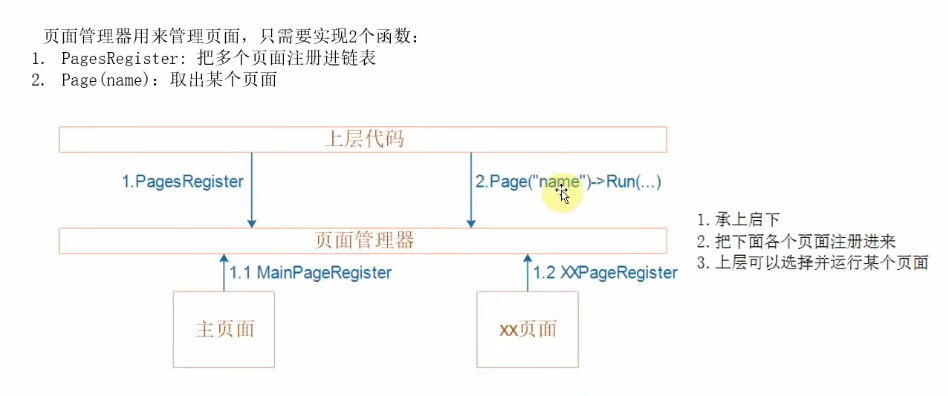 页面管理器用来管理页面，只需要实现2个函数：
1. PagesRegister: 把多个页面注册进链表
2. Page(name): 取出某个页面
上层代码
1.PagesRegister
2.Page("name")->Run(...)
页面管理器
1. 承上启下
2. 把下面各个页面注册进来
3. 上层可以选择并运行某个页面
1.1 MainPageRegister
1.2 XXPageRegister
主页面
xx页面